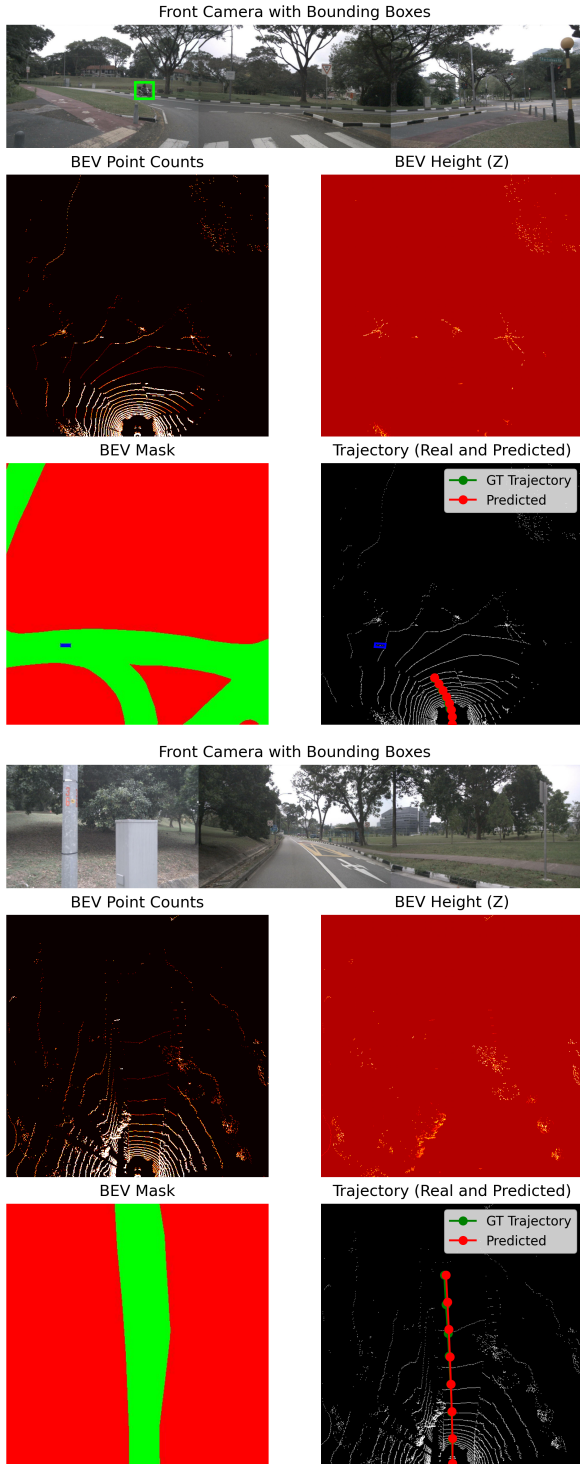 Front Camera with Bounding Boxes
BEV Point Counts
BEV Height (Z)
BEV Mask
Trajectory (Real and Predicted)
GT Trajectory
Predicted
Front Camera with Bounding Boxes
BEV Point Counts
BEV Height (Z)
BEV Mask
Trajectory (Real and Predicted)
GT Trajectory
Predicted